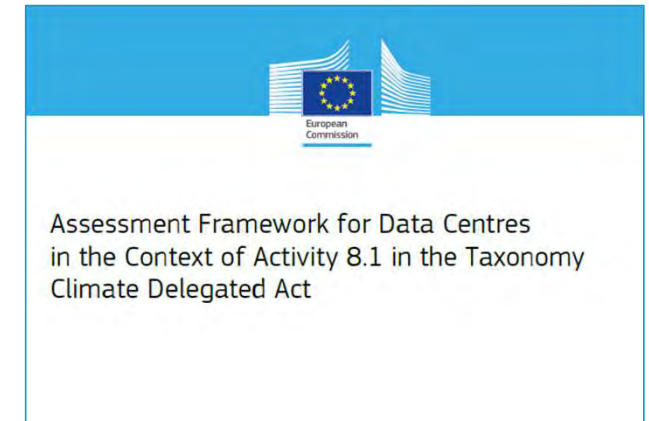 European
Commission
Assessment Framework for Data Centres
in the Context of Activity 8.1 in the Taxonomy
Climate Delegated Act